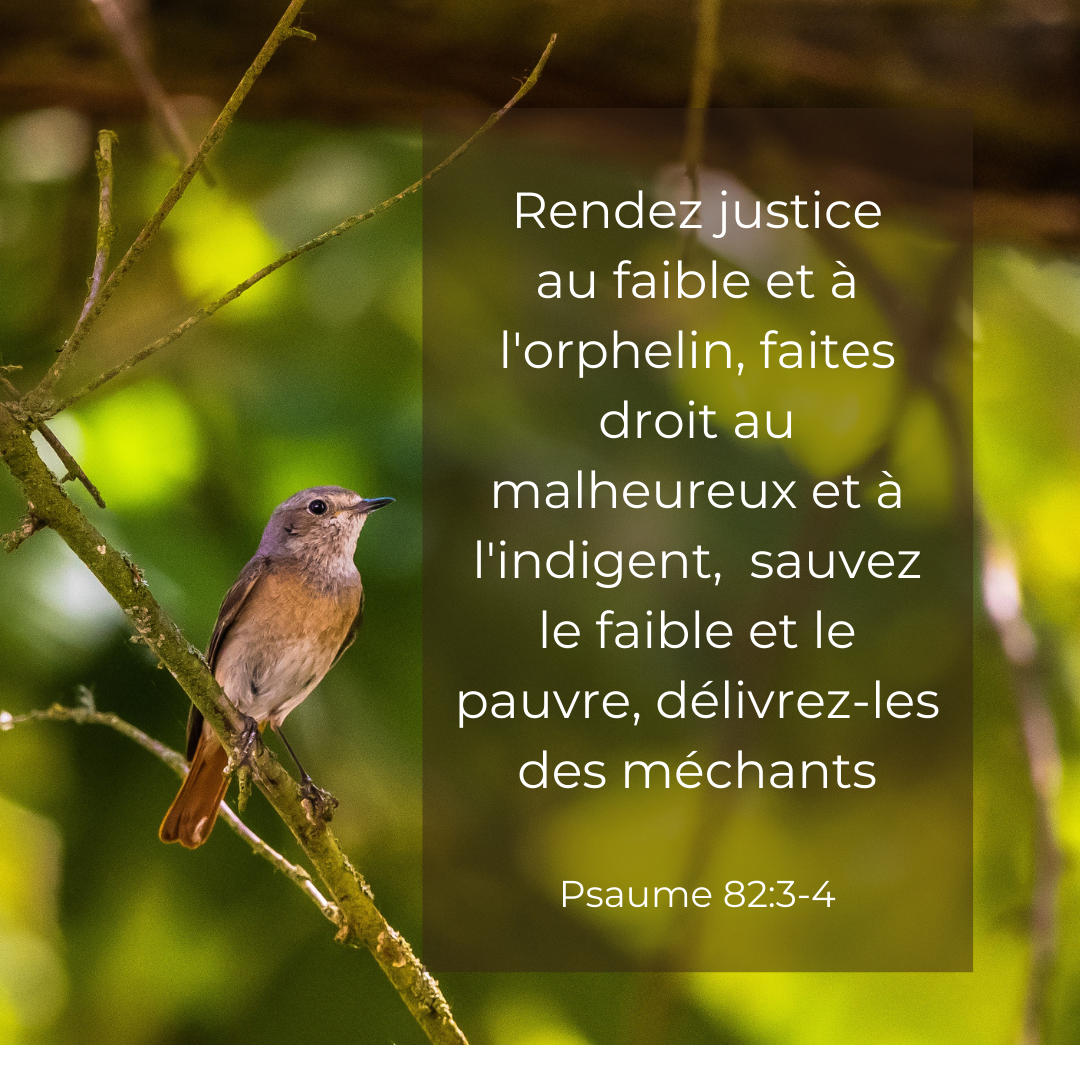 Rendez justice
au faible et à
l'orphelin, faites
droit au
malheureux et à
l'indigent,  sauvez
le faible et le
pauvre, délivrez-les
des méchants
Psaume 82:3-4